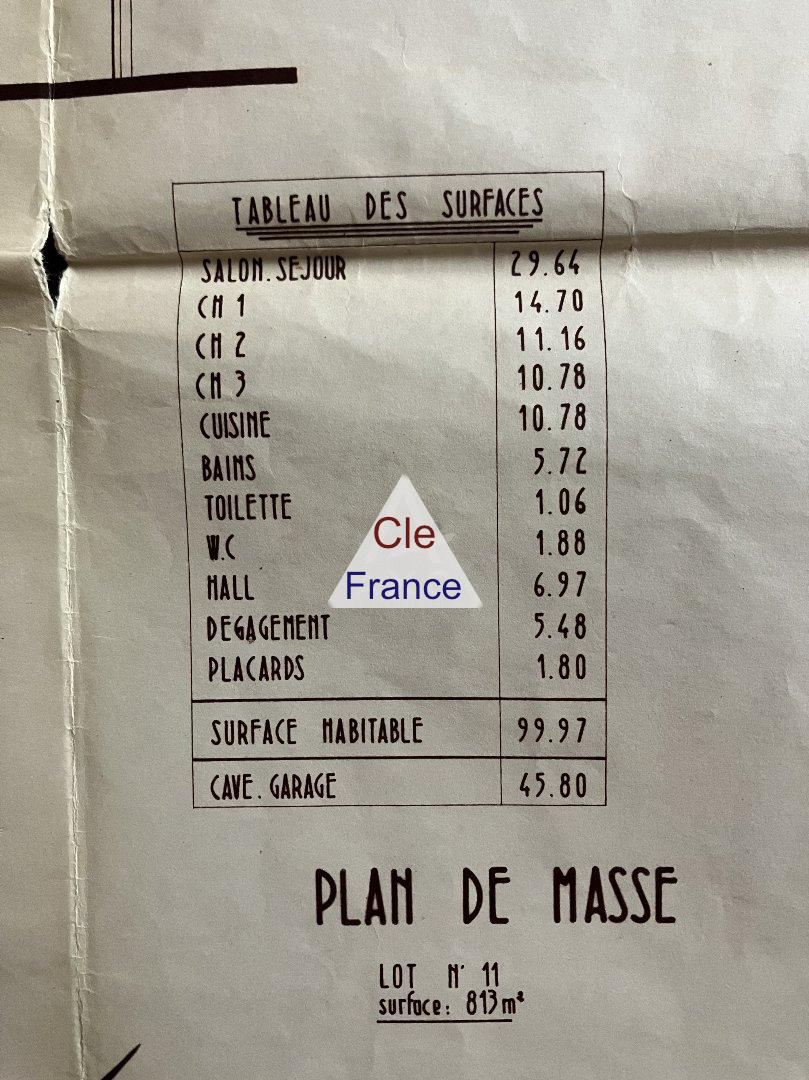 TABLEAU DES SURFACES
SALON.SEJOUR 29.64
CH 1 14.70
CH 2 11.16
CH 3 10.78
CUISINE 10.78
BAINS 5.72
TOILETTE 1.06
W.C 1.88
HALL 6.97
DEGAGEMENT 5.48
PLACARDS 1.80
SURFACE HABITABLE 99.97
CAVE.GARAGE 45.80
Cle
France
PLAN DE MASSE
LOT N° 11
surface: 813 m²